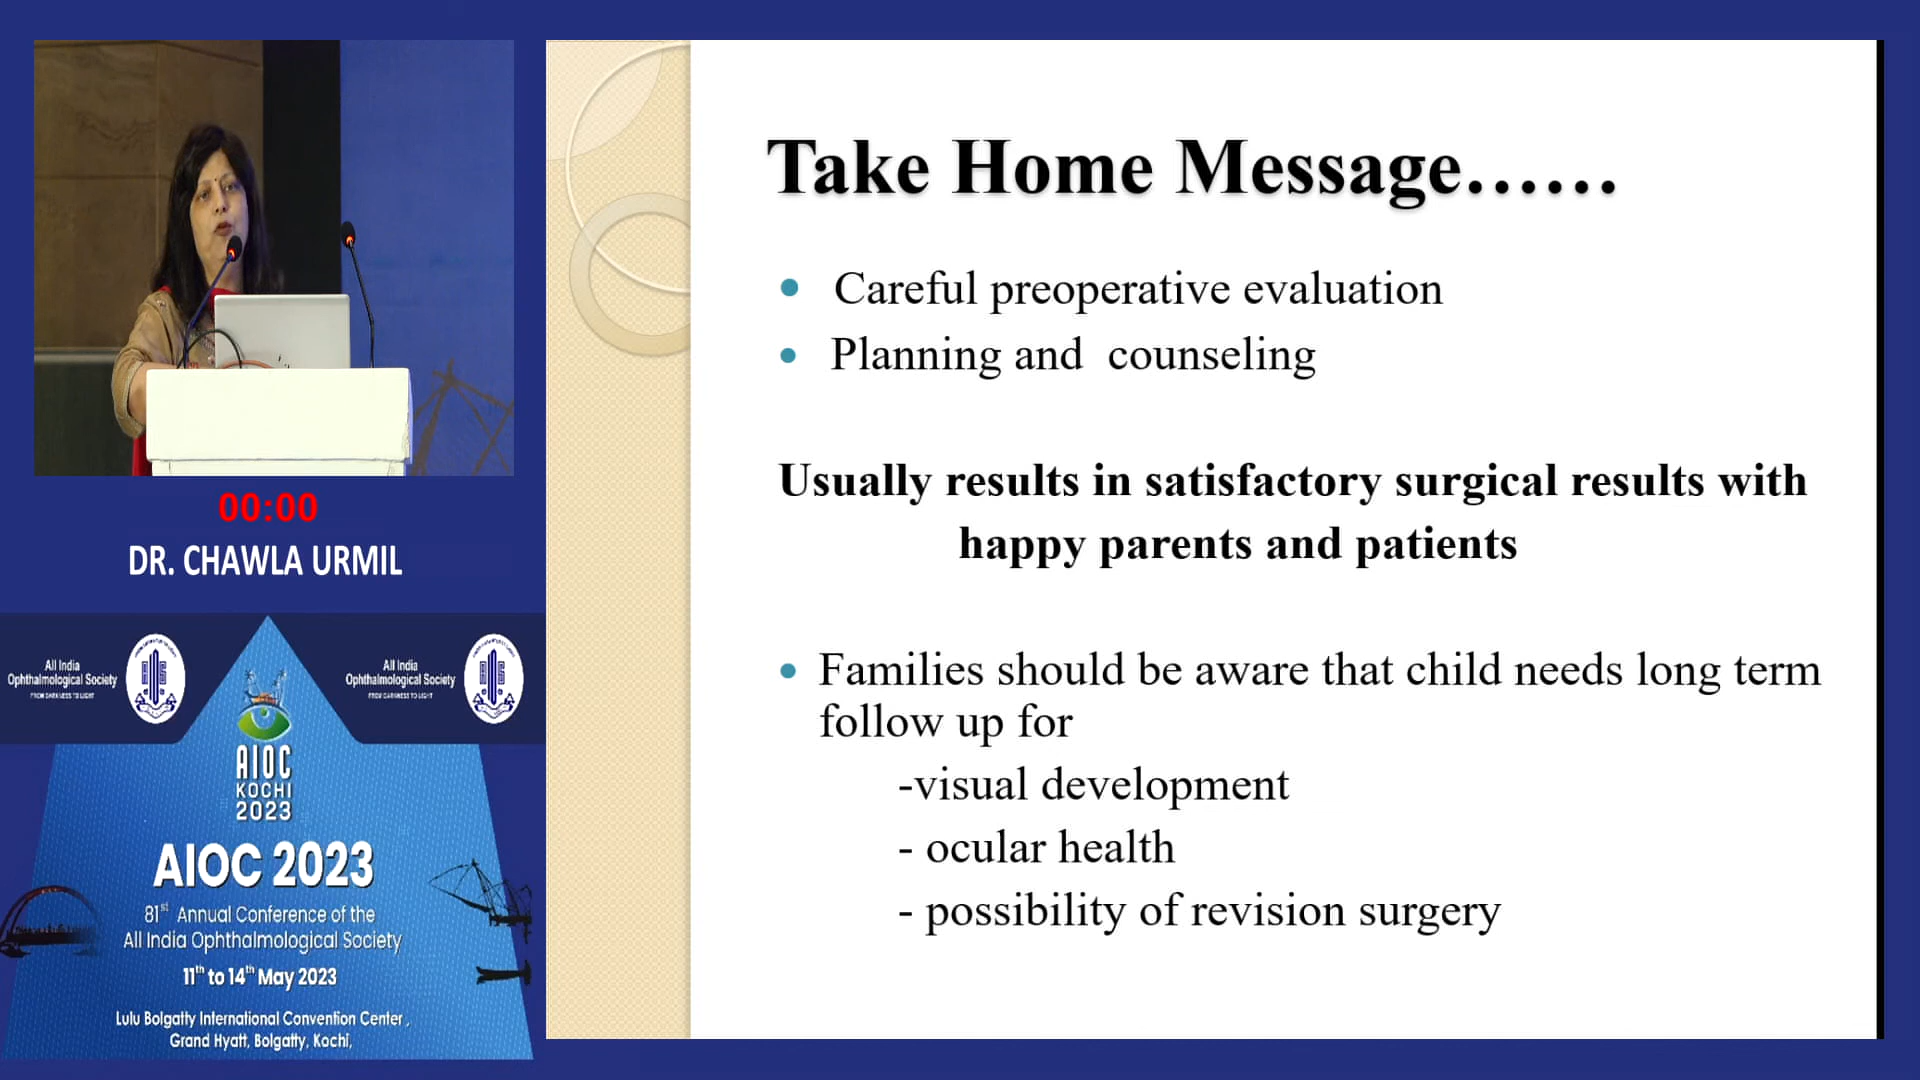 00:00
DR. CHAWLA URMIL
All India
Ophthalmological Society
FROM DARKNESS TO LIGHT
All India
Ophthalmological Society
FROM DARKNESS TO LIGHT
AIOC
KOCHI
2023
AIOC 2023
81st Annual Conference of the
All India Ophthalmological Society
11th to 14th May 2023
Lulu Bolgatty International Convention Center ,
Grand Hyatt, Bolgatty, Kochi,
Take Home Message……
• Careful preoperative evaluation
• Planning and counseling
Usually results in satisfactory surgical results with
happy parents and patients
• Families should be aware that child needs long term
follow up for
-visual development
- ocular health
- possibility of revision surgery